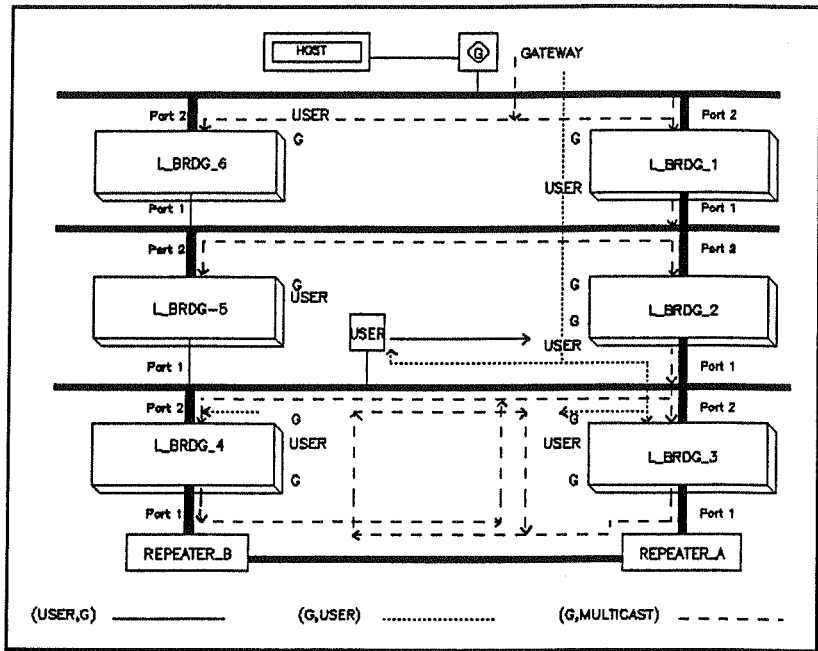 HOST G GATEWAY
Port 2 USER Port 2
G G
L_BRDG_6 L_BRDG_1
USER
Port 1 Port 1
Port 2 Port 2
G G
L_BRDG-5 USER L_BRDG_2
G
USER USER
Port 1 Port 1
Port 2 Port 2
G G
L_BRDG_4 USER USER L_BRDG_3
G G
Port 1 Port 1
REPEATER_B REPEATER_A
(USER,G) (G,USER) (G,MULTICAST)